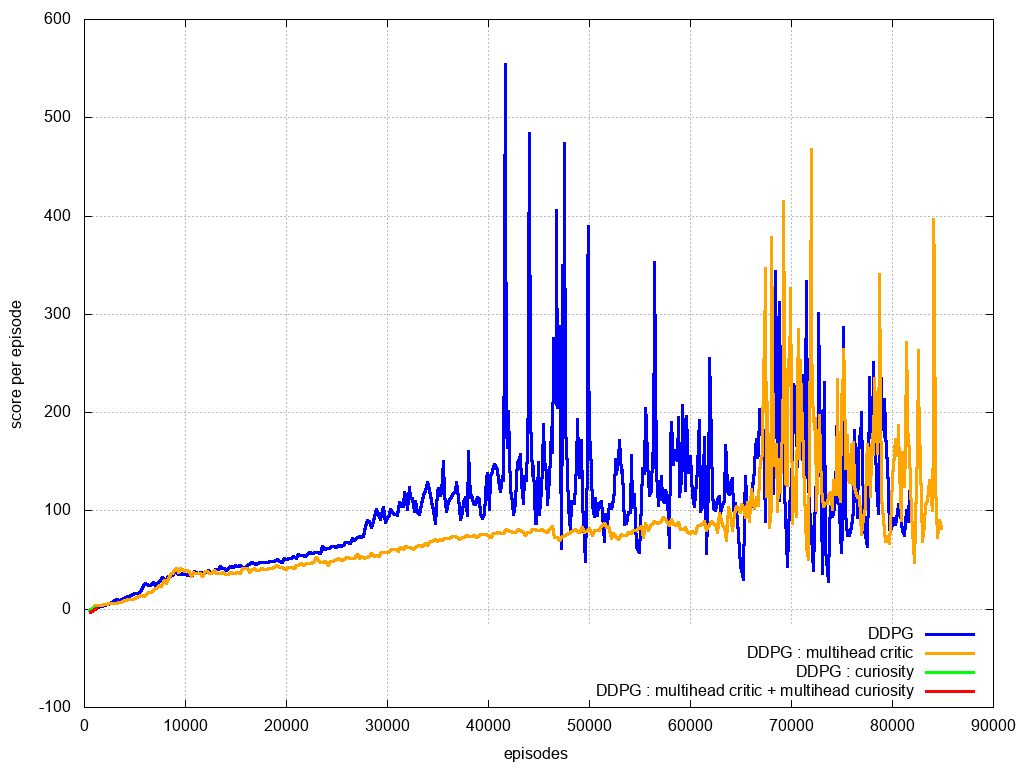 600
500
400
300
200
100
0
-100
score per episode
DDPG
DDPG : multihead critic
DDPG : curiosity
DDPG : multihead critic + multihead curiosity
0 10000 20000 30000 40000 50000 60000 70000 80000 90000
episodes